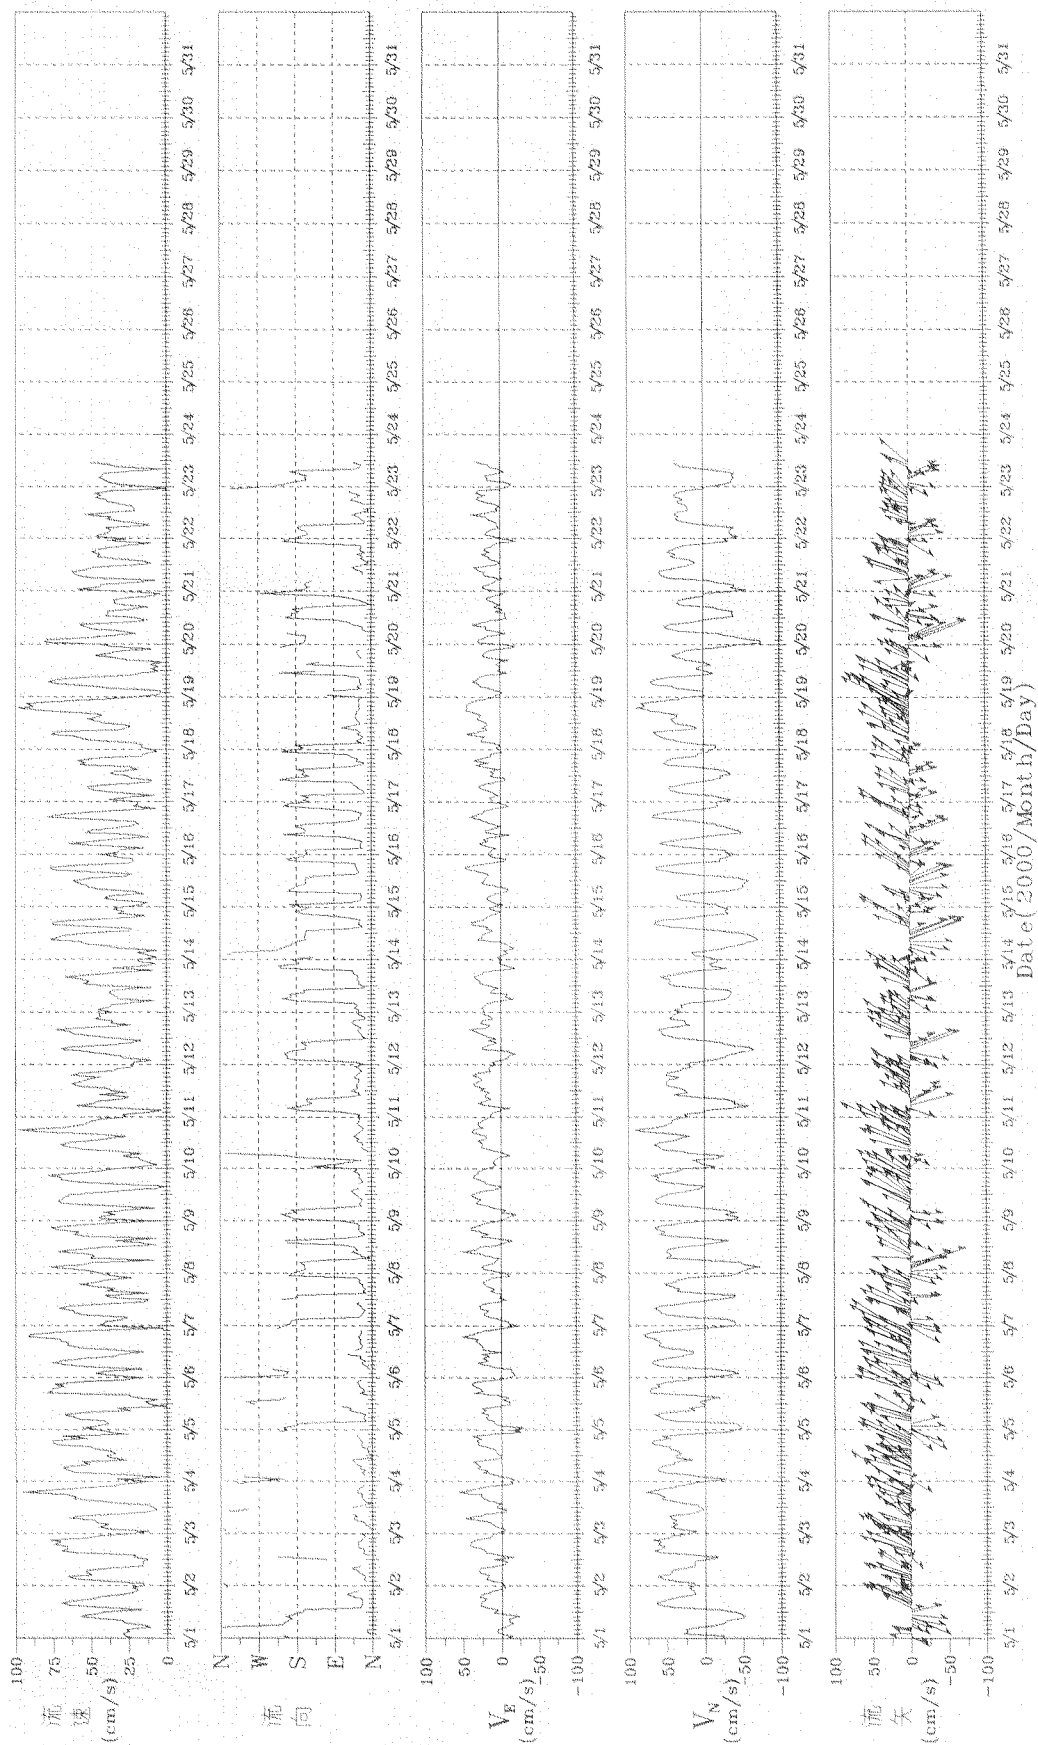 100
75
50
25
0
流速
(cm/s)
5/1 5/2 5/3 5/4 5/5 5/6 5/7 5/8 5/9 5/10 5/11 5/12 5/13 5/14 5/15 5/16 5/17 5/18 5/19 5/20 5/21 5/22 5/23 5/24 5/25 5/26 5/27 5/28 5/29 5/30 5/31
N
W
S
E
N
流向
5/1 5/2 5/3 5/4 5/5 5/6 5/7 5/8 5/9 5/10 5/11 5/12 5/13 5/14 5/15 5/16 5/17 5/18 5/19 5/20 5/21 5/22 5/23 5/24 5/25 5/26 5/27 5/28 5/29 5/30 5/31
100
50
0
-50
-100
V_E
(cm/s)
5/1 5/2 5/3 5/4 5/5 5/6 5/7 5/8 5/9 5/10 5/11 5/12 5/13 5/14 5/15 5/16 5/17 5/18 5/19 5/20 5/21 5/22 5/23 5/24 5/25 5/26 5/27 5/28 5/29 5/30 5/31
100
50
0
-50
-100
V_N
(cm/s)
5/1 5/2 5/3 5/4 5/5 5/6 5/7 5/8 5/9 5/10 5/11 5/12 5/13 5/14 5/15 5/16 5/17 5/18 5/19 5/20 5/21 5/22 5/23 5/24 5/25 5/26 5/27 5/28 5/29 5/30 5/31
100
50
0
-50
-100
流矢
(cm/s)
5/1 5/2 5/3 5/4 5/5 5/6 5/7 5/8 5/9 5/10 5/11 5/12 5/13 5/14 5/15 5/16 5/17 5/18 5/19 5/20 5/21 5/22 5/23 5/24 5/25 5/26 5/27 5/28 5/29 5/30 5/31
Date(2000/Month/Day)